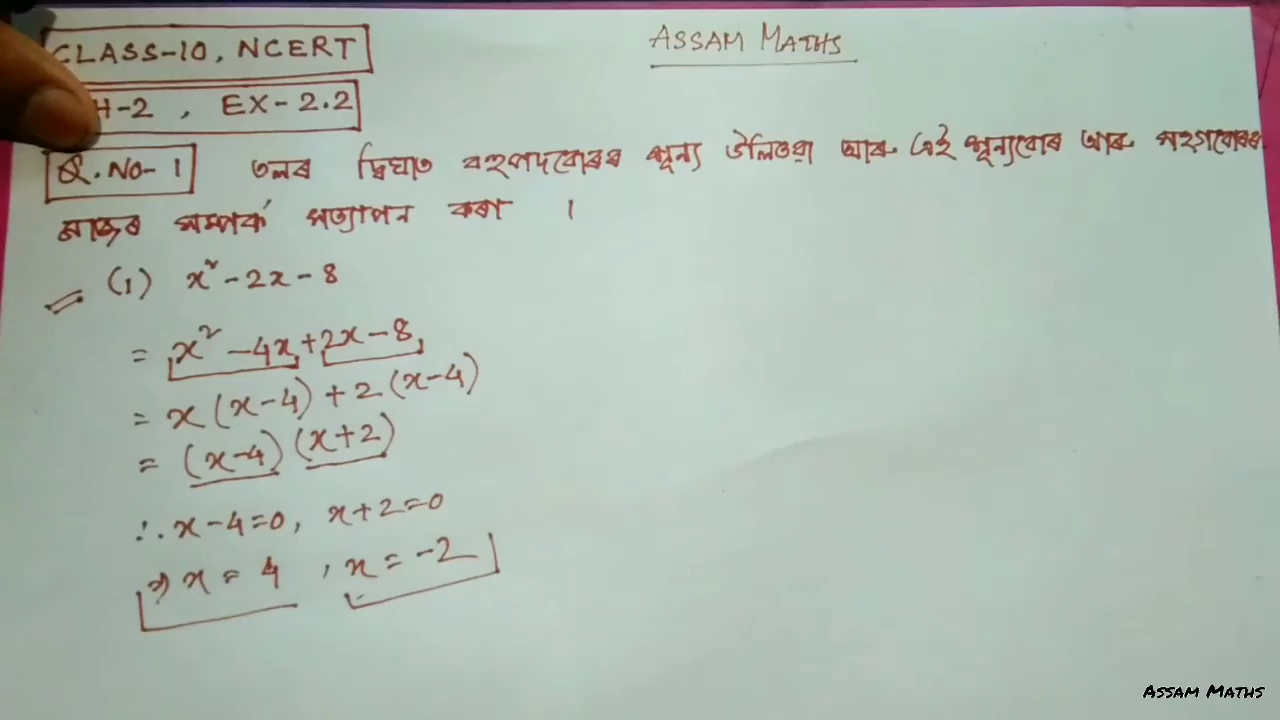 CLASS-10, NCERT
ASSAM MATHS
H-2 , EX-2.2
Q.NO-1 তলৰ দ্বিঘাত বহুপদবোৰৰ শূন্য উলিওৱা আৰু এই শূন্যবোৰ আৰু সহগবোৰৰ
মাজৰ সম্পৰ্ক সত্যাপন কৰা ।
(1) x² - 2x - 8
= x² - 4x + 2x - 8
= x (x-4) + 2 (x-4)
= (x-4) (x+2)
∴ x - 4 = 0, x + 2 = 0
⇒ x = 4 , x = -2
ASSAM MATHS